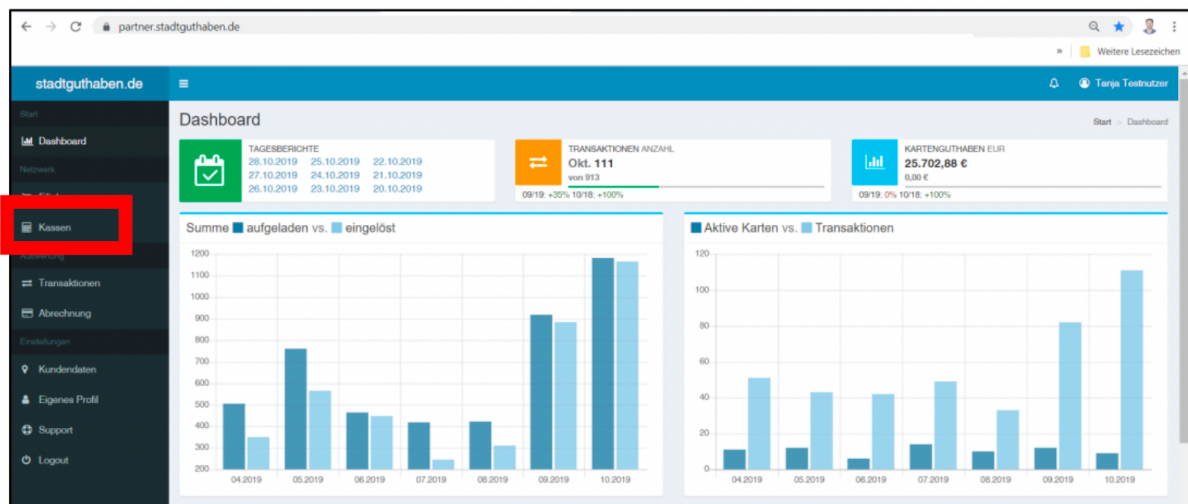 partner.stadtguthaben.de
» Weitere Lesezeichen
stadtguthaben.de
Tanja Testnutzer
Start
Dashboard
Netzwerk
Kassen
Auswertung
Transaktionen
Abrechnung
Einstellungen
Kundendaten
Eigenes Profil
Support
Logout
Dashboard
Start > Dashboard
TAGESBERICHTE
28.10.2019 25.10.2019 22.10.2019
27.10.2019 24.10.2019 21.10.2019
26.10.2019 23.10.2019 20.10.2019
TRANSAKTIONEN ANZAHL
Okt. 111
von 913
09/19: +35% 10/18: +100%
KARTENGUTHABEN EUR
25.702,88 €
0,00 €
09/19: 0% 10/18: +100%
Summe aufgeladen vs. eingelöst
1200
1100
1000
900
800
700
600
500
400
300
200
04.2019 05.2019 06.2019 07.2019 08.2019 09.2019 10.2019
Aktive Karten vs. Transaktionen
120
100
80
60
40
20
0
04.2019 05.2019 06.2019 07.2019 08.2019 09.2019 10.2019